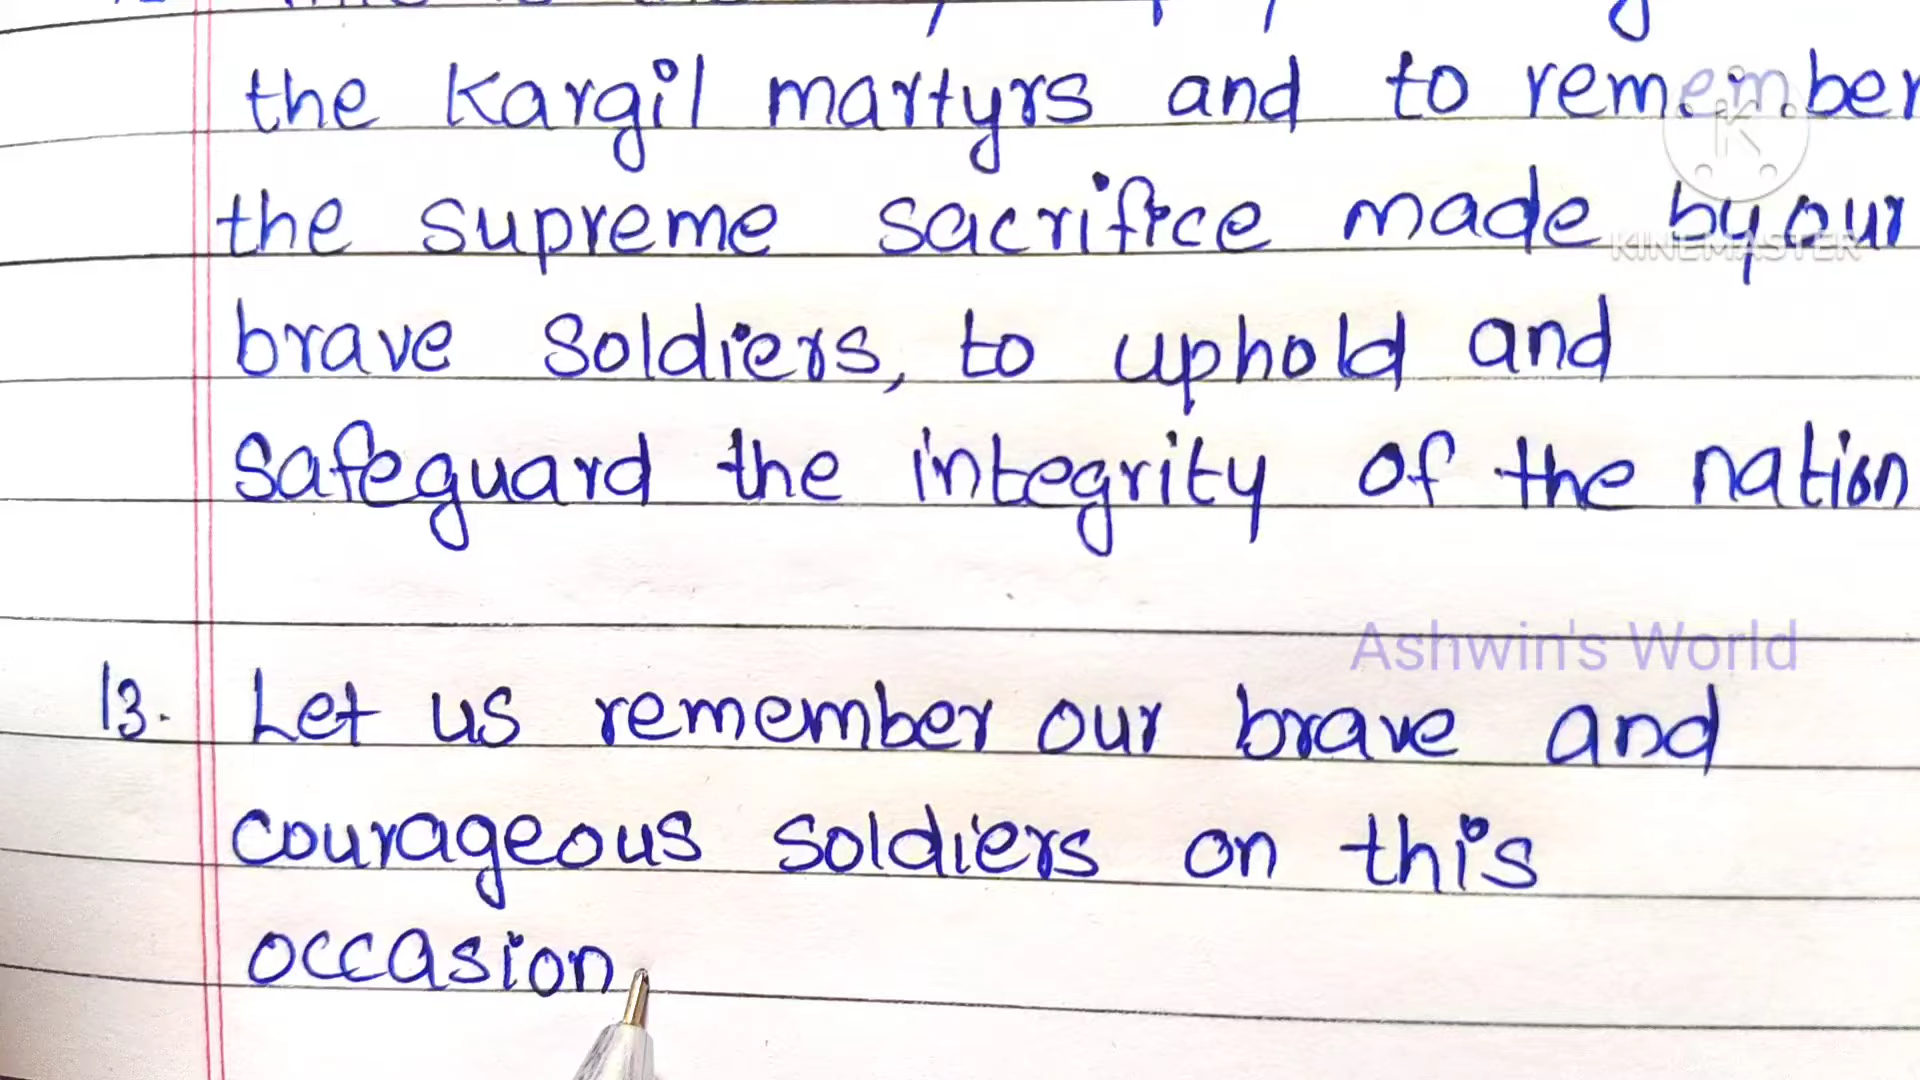 the Kargil martyrs and to remember
the supreme sacrifice made by our
KINEMASTER
brave soldiers, to uphold and
safeguard the integrity of the nation
Ashwin's World
13. Let us remember our brave and
courageous soldiers on this
occasion